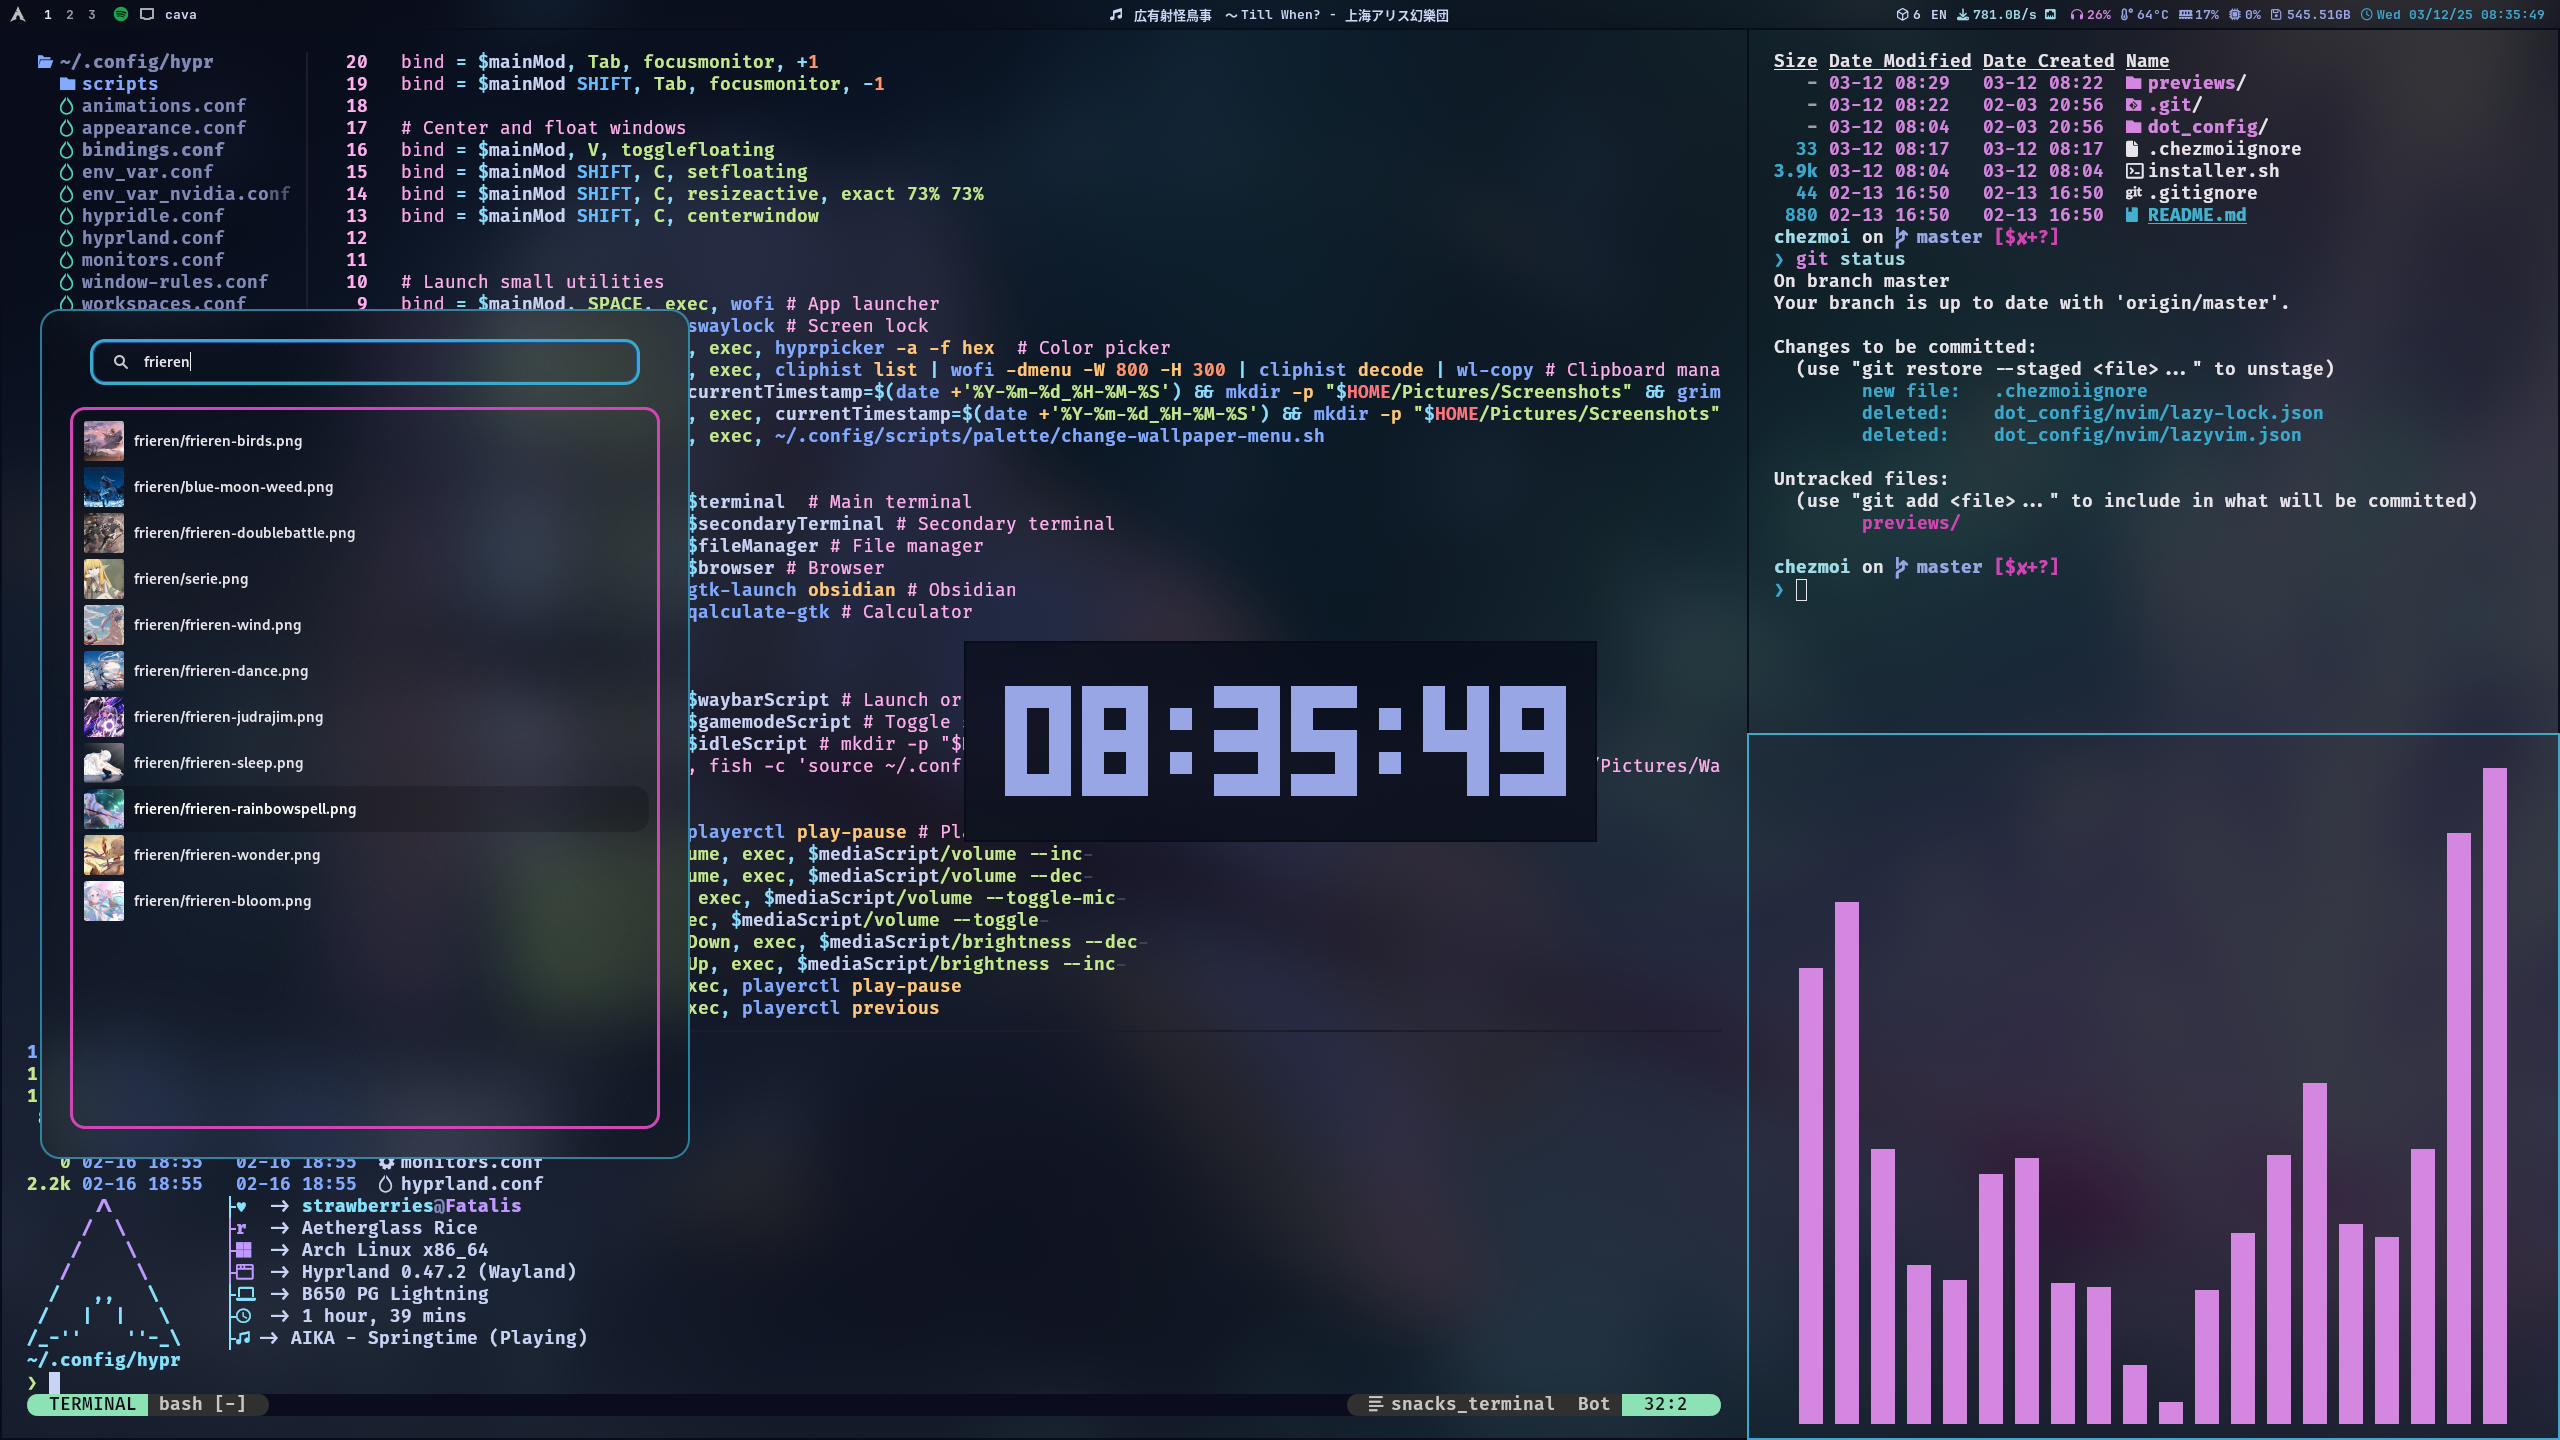 1 2 3 cava
広有射怪鳥事 ～Till When? - 上海アリス幻樂団
6 EN 781.0B/s 26% 64°C 17% 0% 545.51GB Wed 03/12/25 08:35:49
~/.config/hypr
scripts
animations.conf
appearance.conf
bindings.conf
env_var.conf
env_var_nvidia.conf
hypridle.conf
hyprland.conf
monitors.conf
window-rules.conf
workspaces.conf
20 bind = $mainMod, Tab, focusmonitor, +1
19 bind = $mainMod SHIFT, Tab, focusmonitor, -1
18
17 # Center and float windows
16 bind = $mainMod, V, togglefloating
15 bind = $mainMod SHIFT, C, setfloating
14 bind = $mainMod SHIFT, C, resizeactive, exact 73% 73%
13 bind = $mainMod SHIFT, C, centerwindow
12
11
10 # Launch small utilities
9 bind = $mainMod, SPACE, exec, wofi # App launcher
swaylock # Screen lock
, exec, hyprpicker -a -f hex # Color picker
, exec, cliphist list | wofi -dmenu -W 800 -H 300 | cliphist decode | wl-copy # Clipboard mana
currentTimestamp=$(date +'%Y-%m-%d_%H-%M-%S') && mkdir -p "$HOME/Pictures/Screenshots" && grim
, exec, currentTimestamp=$(date +'%Y-%m-%d_%H-%M-%S') && mkdir -p "$HOME/Pictures/Screenshots"
, exec, ~/.config/scripts/palette/change-wallpaper-menu.sh
$terminal # Main terminal
$secondaryTerminal # Secondary terminal
$fileManager # File manager
$browser # Browser
gtk-launch obsidian # Obsidian
qalculate-gtk # Calculator
$waybarScript # Launch or
$gamemodeScript # Toggle
$idleScript # mkdir -p "$
, fish -c 'source ~/.conf
/Pictures/Wa
playerctl play-pause # Pl
ume, exec, $mediaScript/volume --inc-
ume, exec, $mediaScript/volume --dec-
exec, $mediaScript/volume --toggle-mic-
ec, $mediaScript/volume --toggle-
Down, exec, $mediaScript/brightness --dec-
Up, exec, $mediaScript/brightness --inc-
xec, playerctl play-pause
xec, playerctl previous
frieren
frieren/frieren-birds.png
frieren/blue-moon-weed.png
frieren/frieren-doublebattle.png
frieren/serie.png
frieren/frieren-wind.png
frieren/frieren-dance.png
frieren/frieren-judrajim.png
frieren/frieren-sleep.png
frieren/frieren-rainbowspell.png
frieren/frieren-wonder.png
frieren/frieren-bloom.png
08:35:49
1
1
1
0 02-16 18:55 02-16 18:55 monitors.conf
2.2k 02-16 18:55 02-16 18:55 hyprland.conf
♥ -> strawberries@Fatalis
r -> Aetherglass Rice
-> Arch Linux x86_64
-> Hyprland 0.47.2 (Wayland)
-> B650 PG Lightning
-> 1 hour, 39 mins
-> AIKA - Springtime (Playing)
~/.config/hypr
❯
TERMINAL bash [-]
snacks_terminal Bot 32:2
Size Date Modified Date Created Name
- 03-12 08:29 03-12 08:22 previews/
- 03-12 08:22 02-03 20:56 .git/
- 03-12 08:04 02-03 20:56 dot_config/
33 03-12 08:17 03-12 08:17 .chezmoiignore
3.9k 03-12 08:04 03-12 08:04 installer.sh
44 02-13 16:50 02-13 16:50 git .gitignore
880 02-13 16:50 02-13 16:50 README.md
chezmoi on master [$✘+?]
❯ git status
On branch master
Your branch is up to date with 'origin/master'.
Changes to be committed:
(use "git restore --staged <file>..." to unstage)
new file: .chezmoiignore
deleted: dot_config/nvim/lazy-lock.json
deleted: dot_config/nvim/lazyvim.json
Untracked files:
(use "git add <file>..." to include in what will be committed)
previews/
chezmoi on master [$✘+?]
❯